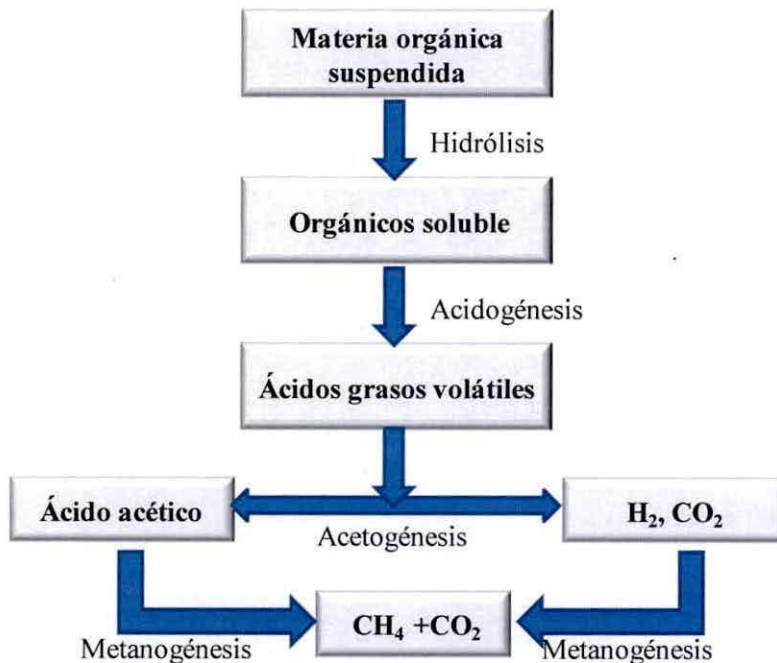 Materia orgánica
suspendida
Hidrólisis
Orgánicos soluble
Acidogénesis
Ácidos grasos volátiles
Ácido acético
H₂, CO₂
Acetogénesis
CH₄ +CO₂
Metanogénesis
Metanogénesis